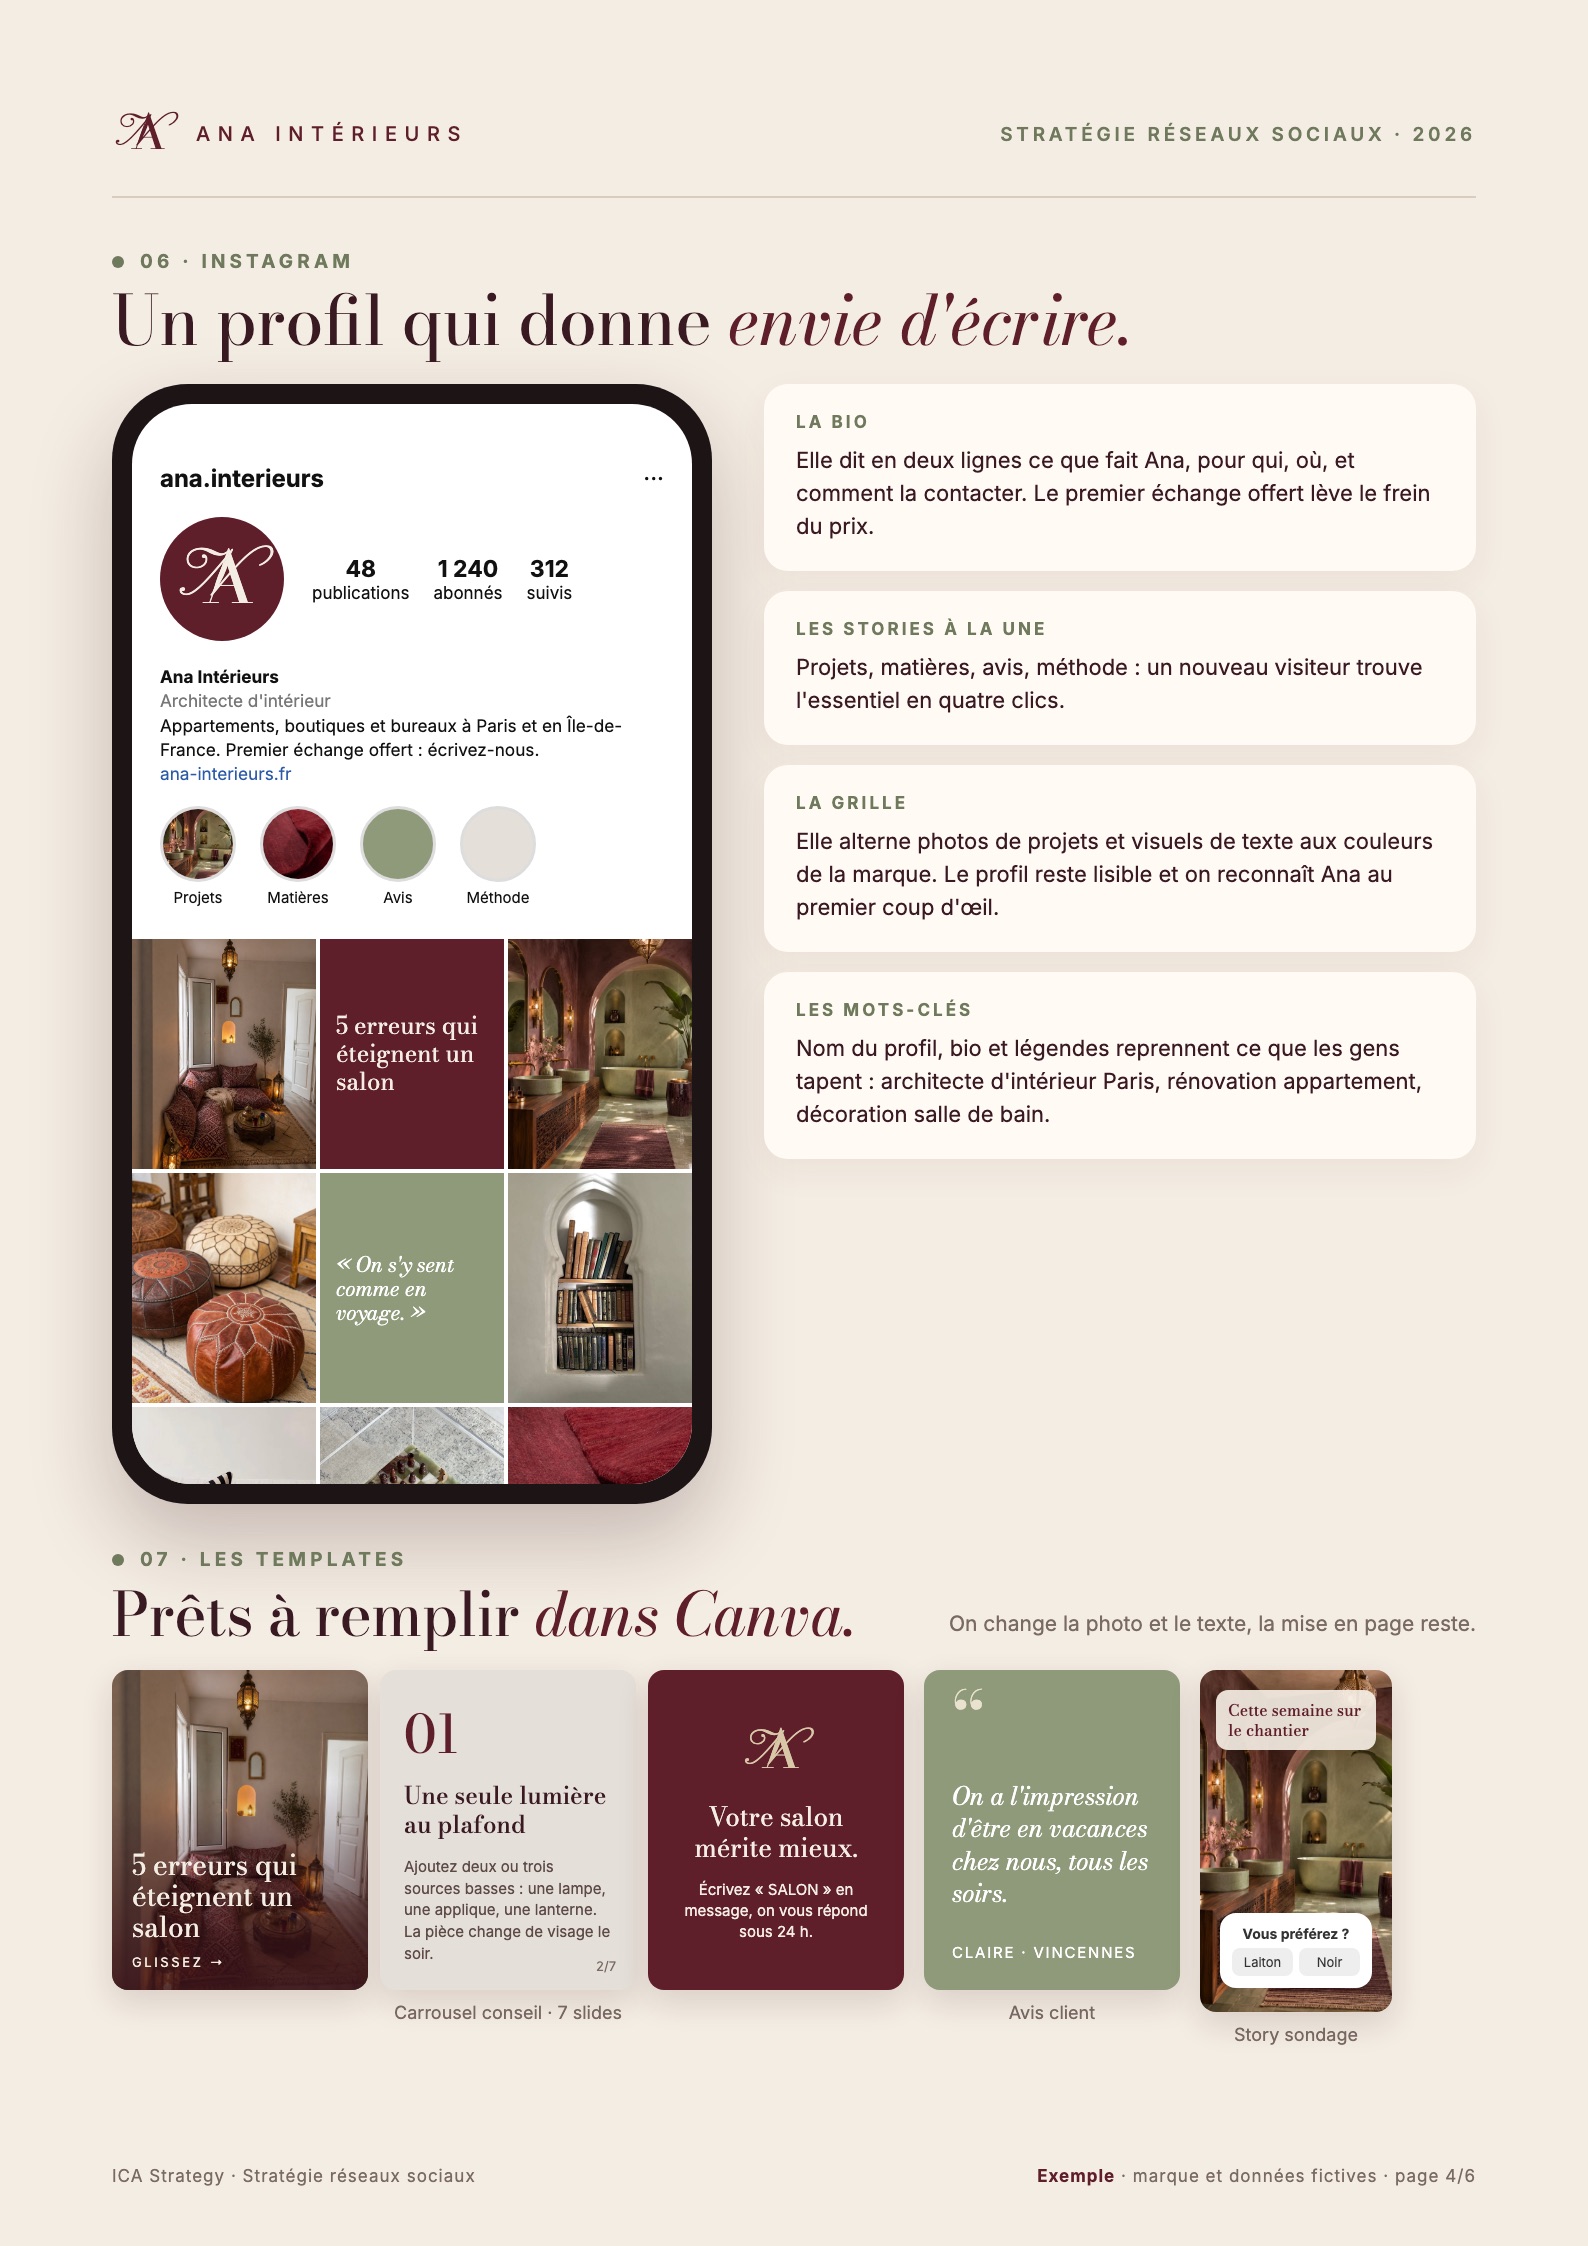 ANA INTÉRIEURS
STRATÉGIE RÉSEAUX SOCIAUX · 2026
06 · INSTAGRAM
Un profil qui donne envie d'écrire.
ana.interieurs
...
48
publications
1 240
abonnés
312
suivis
Ana Intérieurs
Architecte d'intérieur
Appartements, boutiques et bureaux à Paris et en Île-de-
France. Premier échange offert : écrivez-nous.
ana-interieurs.fr
Projets
Matières
Avis
Méthode
5 erreurs qui
éteignent un
salon
« On s'y sent
comme en
voyage. »
LA BIO
Elle dit en deux lignes ce que fait Ana, pour qui, où, et
comment la contacter. Le premier échange offert lève le frein
du prix.
LES STORIES À LA UNE
Projets, matières, avis, méthode : un nouveau visiteur trouve
l'essentiel en quatre clics.
LA GRILLE
Elle alterne photos de projets et visuels de texte aux couleurs
de la marque. Le profil reste lisible et on reconnaît Ana au
premier coup d'œil.
LES MOTS-CLÉS
Nom du profil, bio et légendes reprennent ce que les gens
tapent : architecte d'intérieur Paris, rénovation appartement,
décoration salle de bain.
07 · LES TEMPLATES
Prêts à remplir dans Canva.
On change la photo et le texte, la mise en page reste.
5 erreurs qui
éteignent un
salon
GLISSEZ →
01
Une seule lumière
au plafond
Ajoutez deux ou trois
sources basses : une lampe,
une applique, une lanterne.
La pièce change de visage le
soir.
2/7
Votre salon
mérite mieux.
Écrivez « SALON » en
message, on vous répond
sous 24 h.
Carrousel conseil · 7 slides
“
On a l'impression
d'être en vacances
chez nous, tous les
soirs.
CLAIRE · VINCENNES
Avis client
Cette semaine sur
le chantier
Vous préférez ?
Laiton
Noir
Story sondage
ICA Strategy · Stratégie réseaux sociaux
Exemple · marque et données fictives · page 4/6